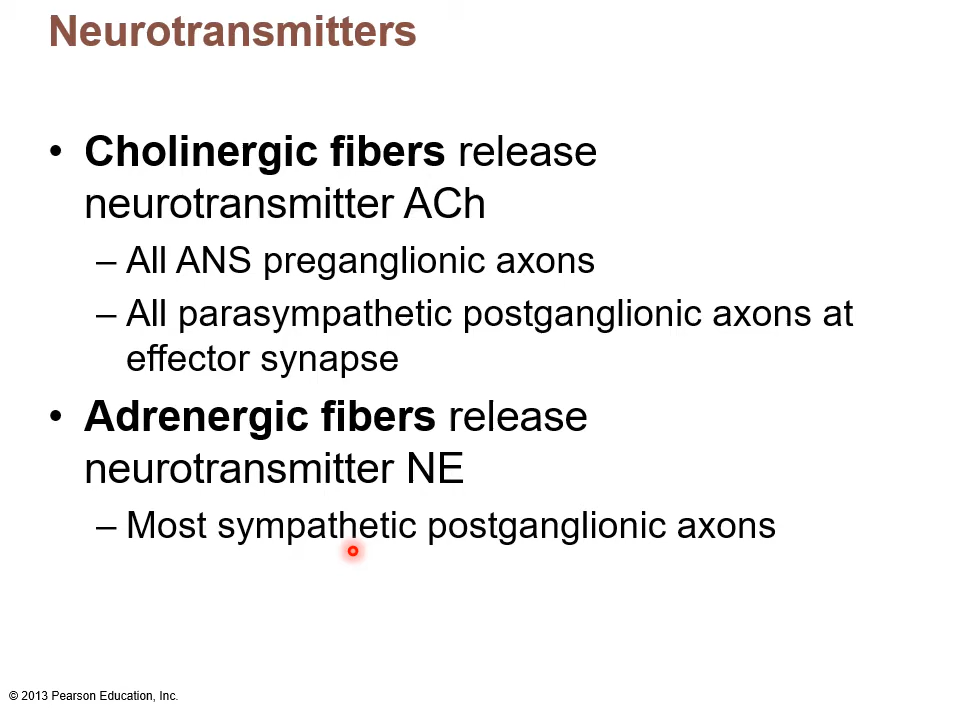 Neurotransmitters
• Cholinergic fibers release
neurotransmitter ACh
– All ANS preganglionic axons
– All parasympathetic postganglionic axons at
effector synapse
• Adrenergic fibers release
neurotransmitter NE
– Most sympathetic postganglionic axons
© 2013 Pearson Education, Inc.